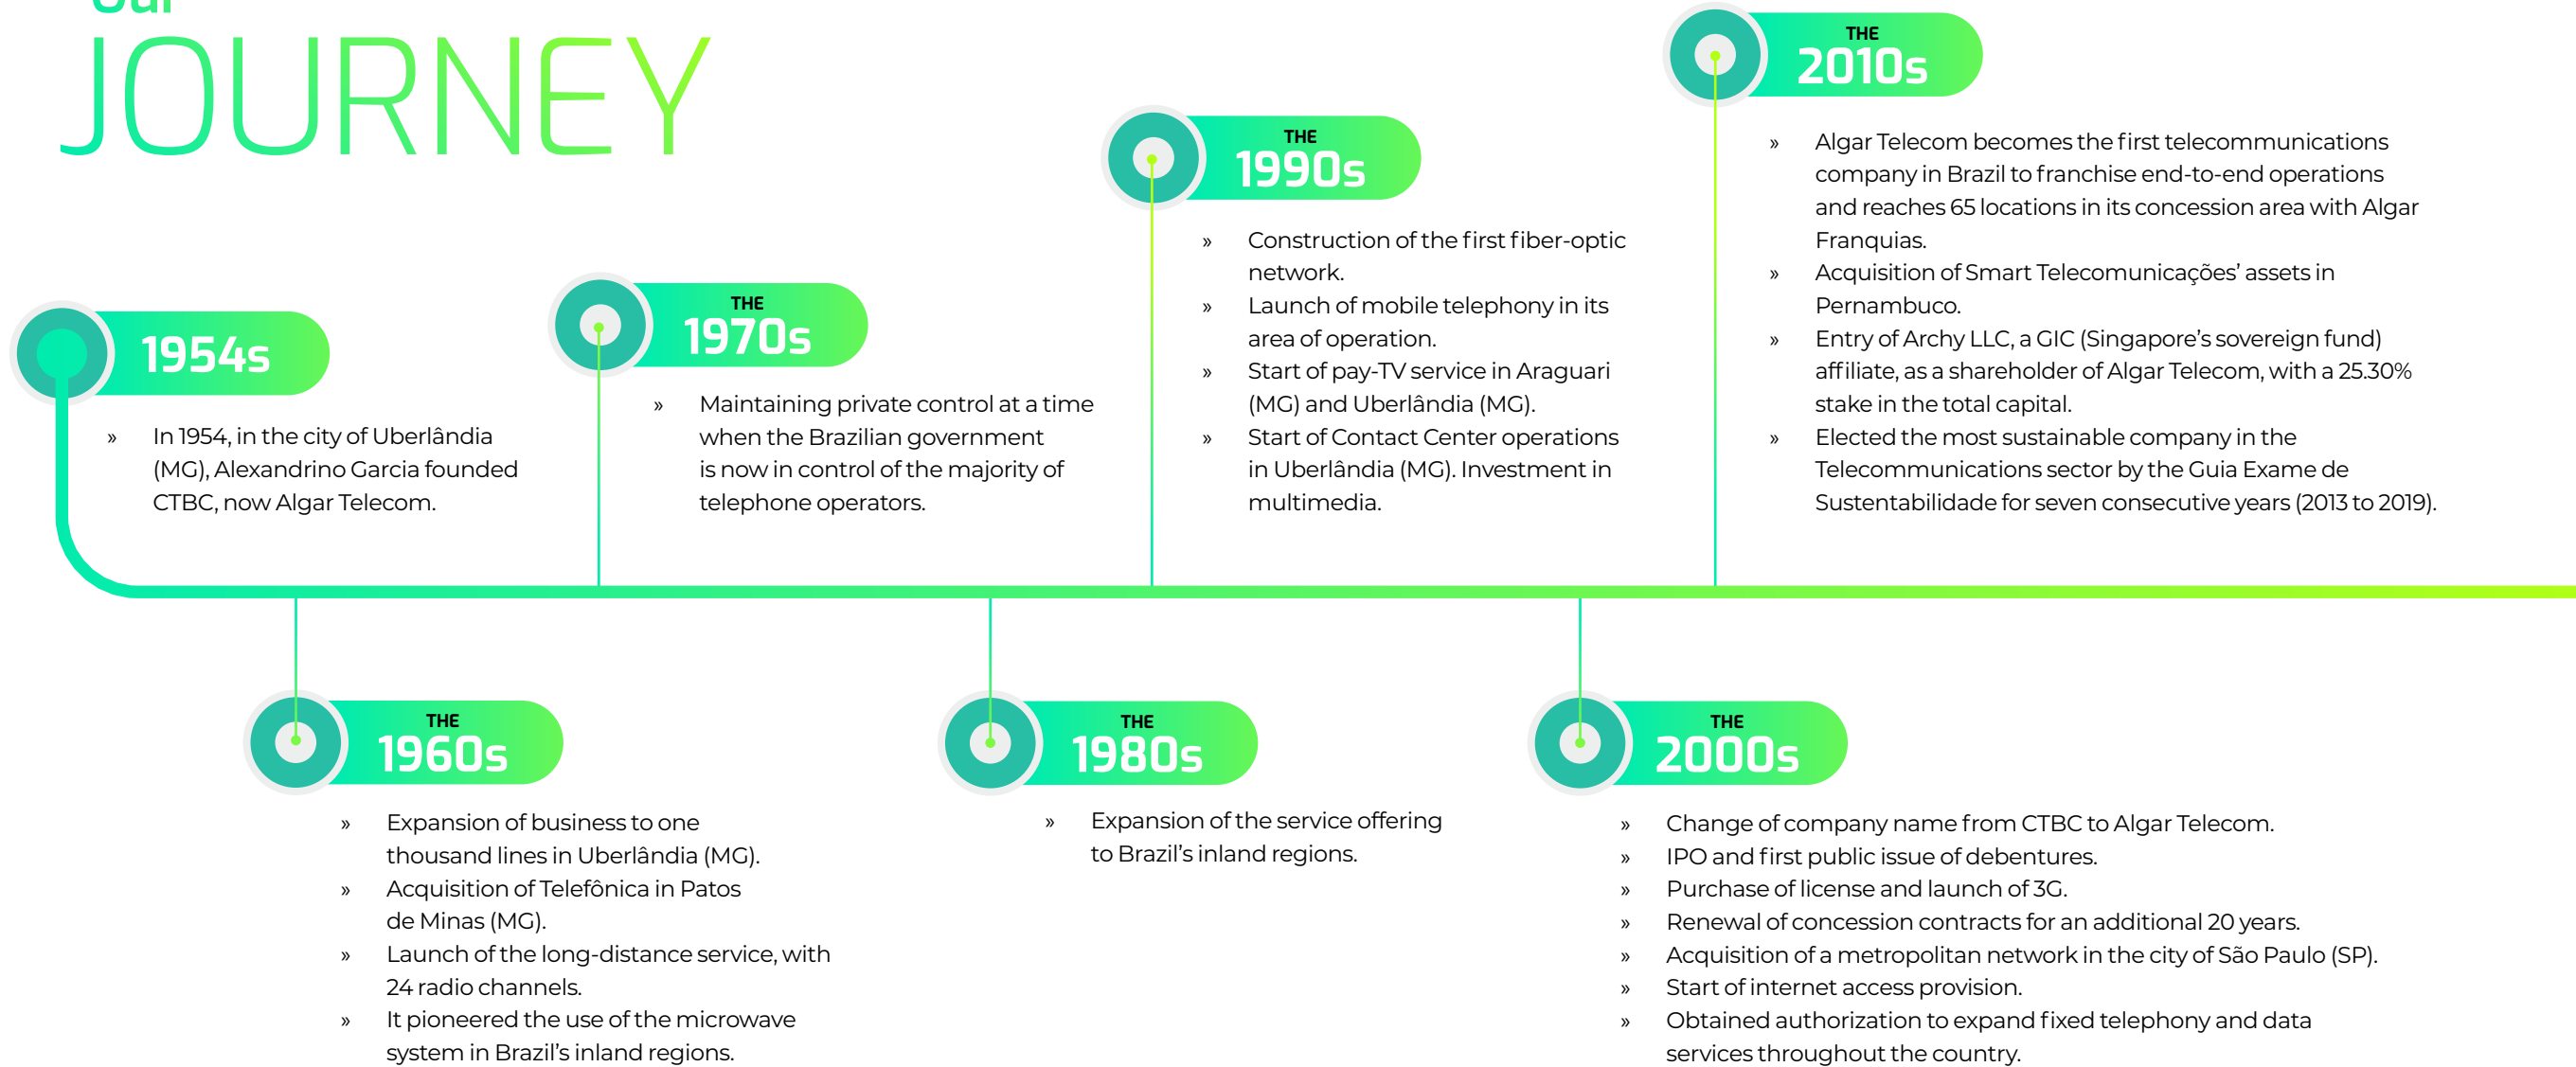 Our
JOURNEY
1954s
» In 1954, in the city of Uberlândia
(MG), Alexandrino Garcia founded
CTBC, now Algar Telecom.
THE
1960s
» Expansion of business to one
thousand lines in Uberlândia (MG).
» Acquisition of Telefônica in Patos
de Minas (MG).
» Launch of the long-distance service, with
24 radio channels.
» It pioneered the use of the microwave
system in Brazil’s inland regions.
THE
1970s
» Maintaining private control at a time
when the Brazilian government
is now in control of the majority of
telephone operators.
THE
1980s
» Expansion of the service offering
to Brazil’s inland regions.
THE
1990s
» Construction of the first fiber-optic
network.
» Launch of mobile telephony in its
area of operation.
» Start of pay-TV service in Araguari
(MG) and Uberlândia (MG).
» Start of Contact Center operations
in Uberlândia (MG). Investment in
multimedia.
THE
2000s
» Change of company name from CTBC to Algar Telecom.
» IPO and first public issue of debentures.
» Purchase of license and launch of 3G.
» Renewal of concession contracts for an additional 20 years.
» Acquisition of a metropolitan network in the city of São Paulo (SP).
» Start of internet access provision.
» Obtained authorization to expand fixed telephony and data
services throughout the country.
THE
2010s
» Algar Telecom becomes the first telecommunications
company in Brazil to franchise end-to-end operations
and reaches 65 locations in its concession area with Algar
Franquias.
» Acquisition of Smart Telecomunicações’ assets in
Pernambuco.
» Entry of Archy LLC, a GIC (Singapore’s sovereign fund)
affiliate, as a shareholder of Algar Telecom, with a 25.30%
stake in the total capital.
» Elected the most sustainable company in the
Telecommunications sector by the Guia Exame de
Sustentabilidade for seven consecutive years (2013 to 2019).